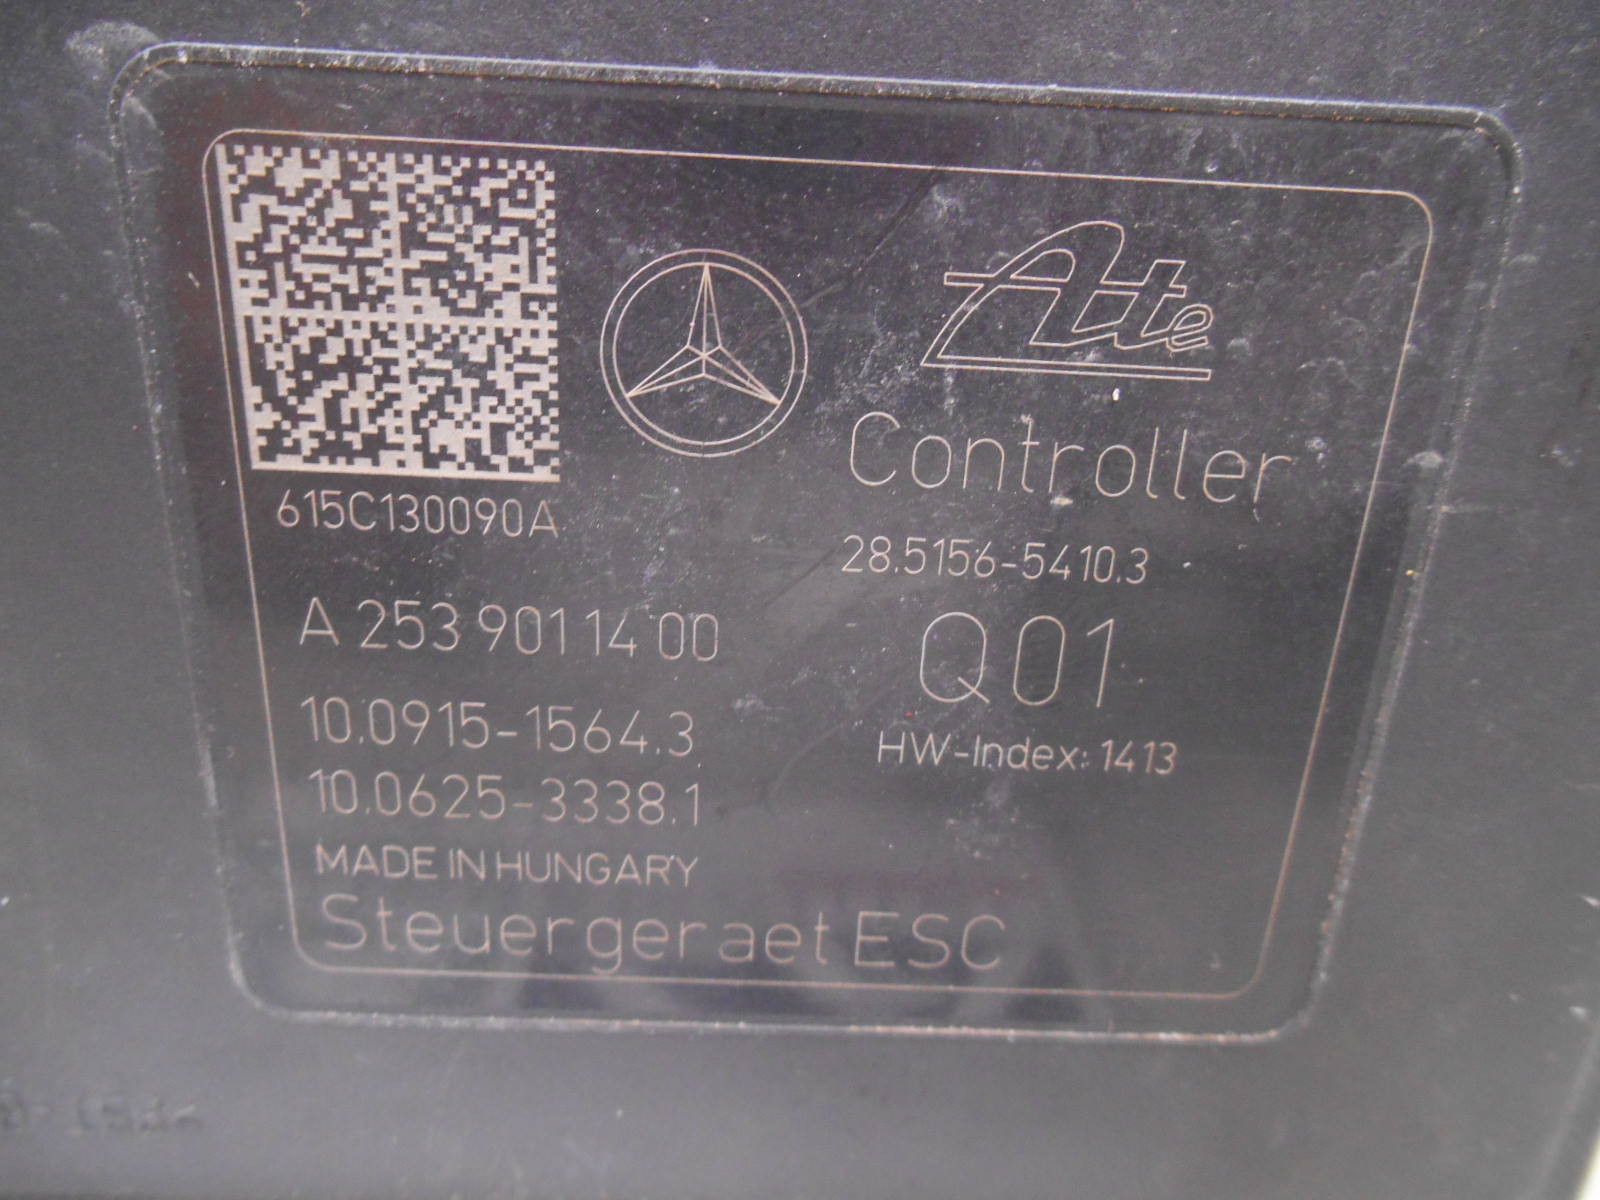 Ate
Controller
615C130090A
28.5156-5410.3
A 253 901 14 00
Q01
10.0915-1564.3
HW-Index: 1413
10.0625-3338.1
MADE IN HUNGARY
Steuergeraet ESC